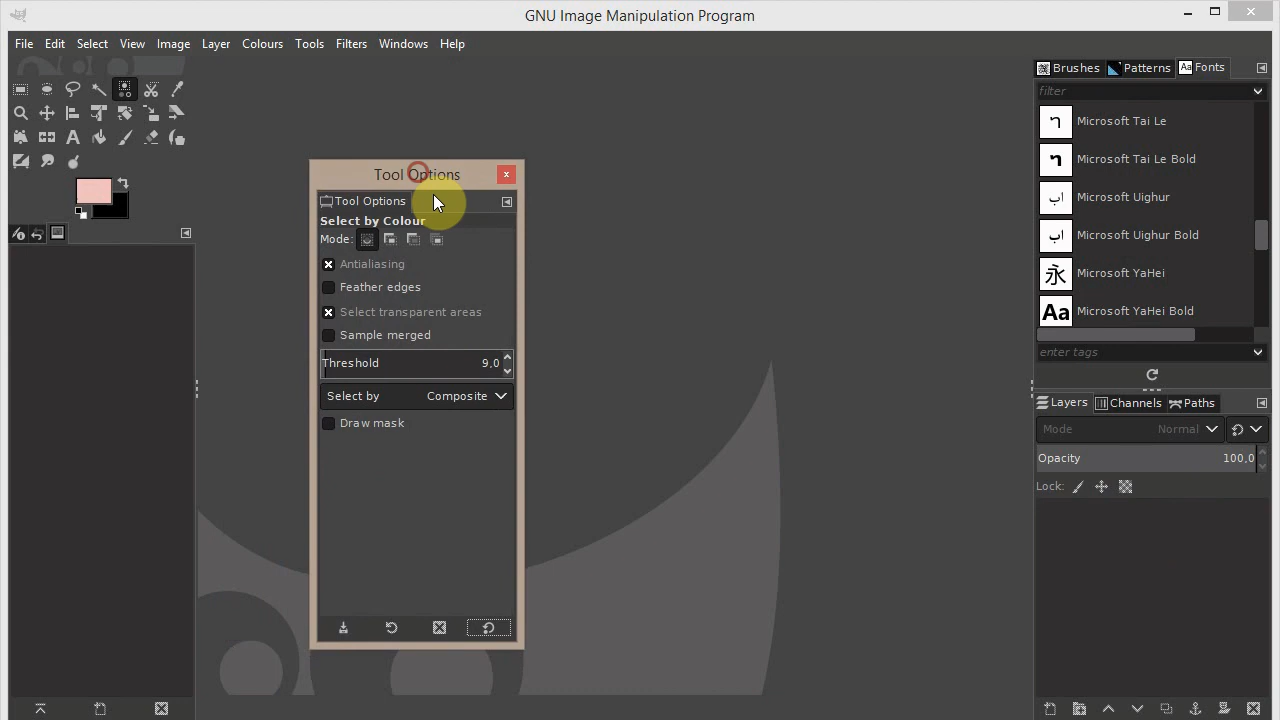 GNU Image Manipulation Program
File Edit Select View Image Layer Colours Tools Filters Windows Help
Brushes Patterns Aa Fonts
filter
Microsoft Tai Le
Microsoft Tai Le Bold
Microsoft Uighur
Microsoft Uighur Bold
永 Microsoft YaHei
Aa Microsoft YaHei Bold
enter tags
Layers Channels Paths
Mode Normal
Opacity 100,0
Lock:
Tool Options
Tool Options
Select by Colour
Mode:
Antialiasing
Feather edges
Select transparent areas
Sample merged
Threshold 9,0
Select by Composite
Draw mask